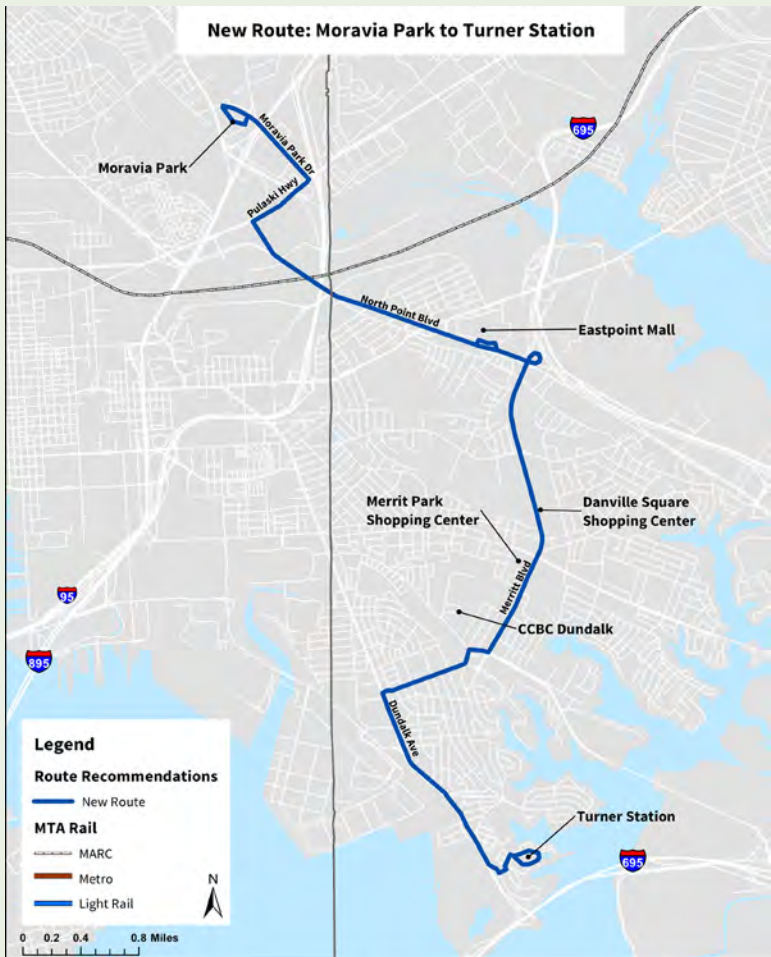 New Route: Moravia Park to Turner Station
695
Moravia Park Dr
Moravia Park
Pulaski Hwy
North Point Blvd
Eastpoint Mall
Merrit Park
Shopping Center
Danville Square
Shopping Center
Merritt Blvd
95
CCBC Dundalk
895
Dundalk Ave
Legend
Route Recommendations
New Route
MTA Rail
MARC
Metro
Light Rail
N
Turner Station
695
0 0.2 0.4 0.8 Miles